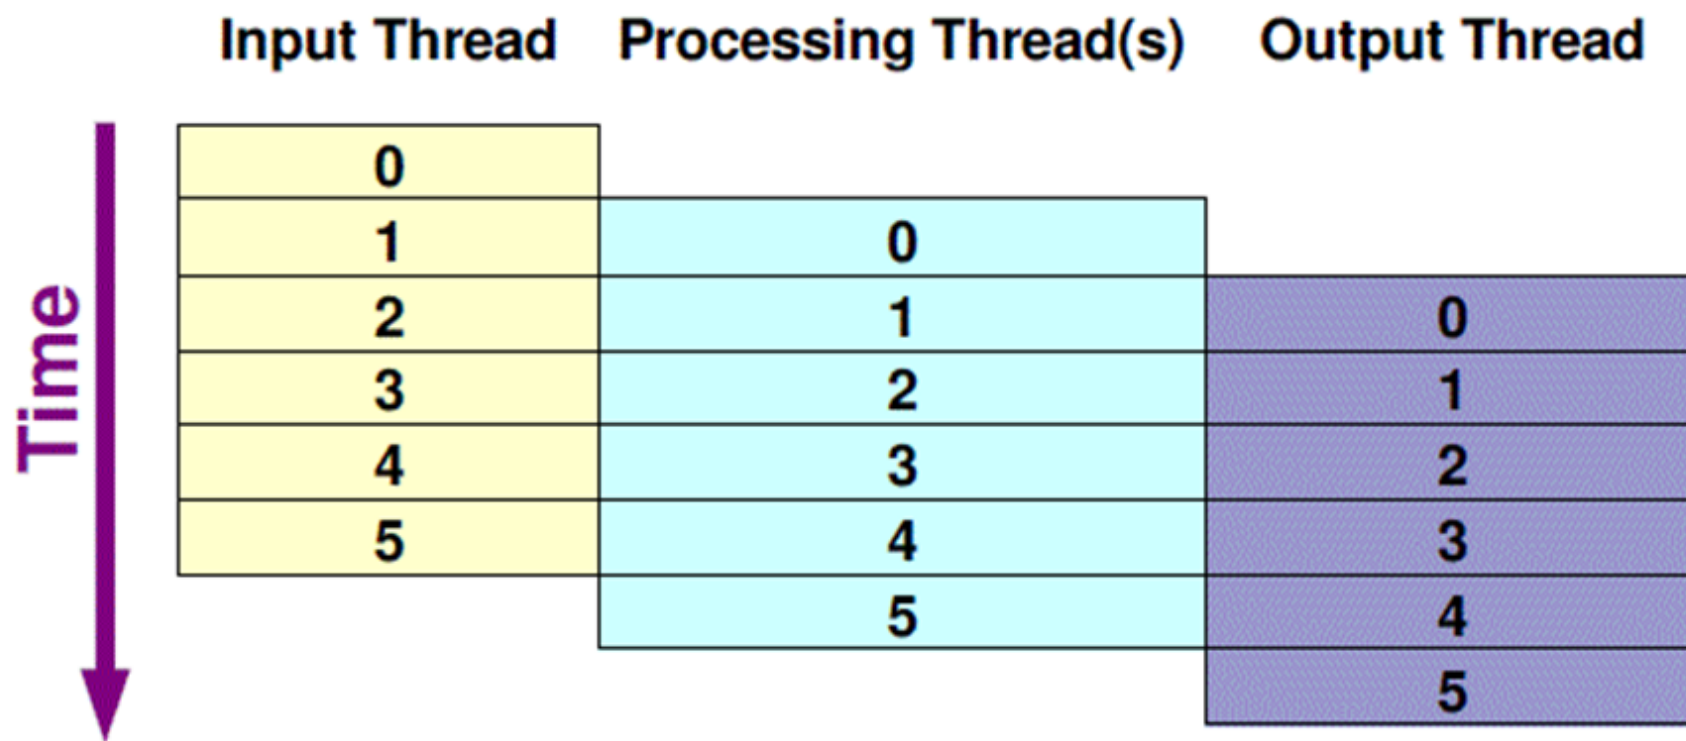 Input Thread Processing Thread(s) Output Thread
Time
0
1 0
2 1 0
3 2 1
4 3 2
5 4 3
5 4
5